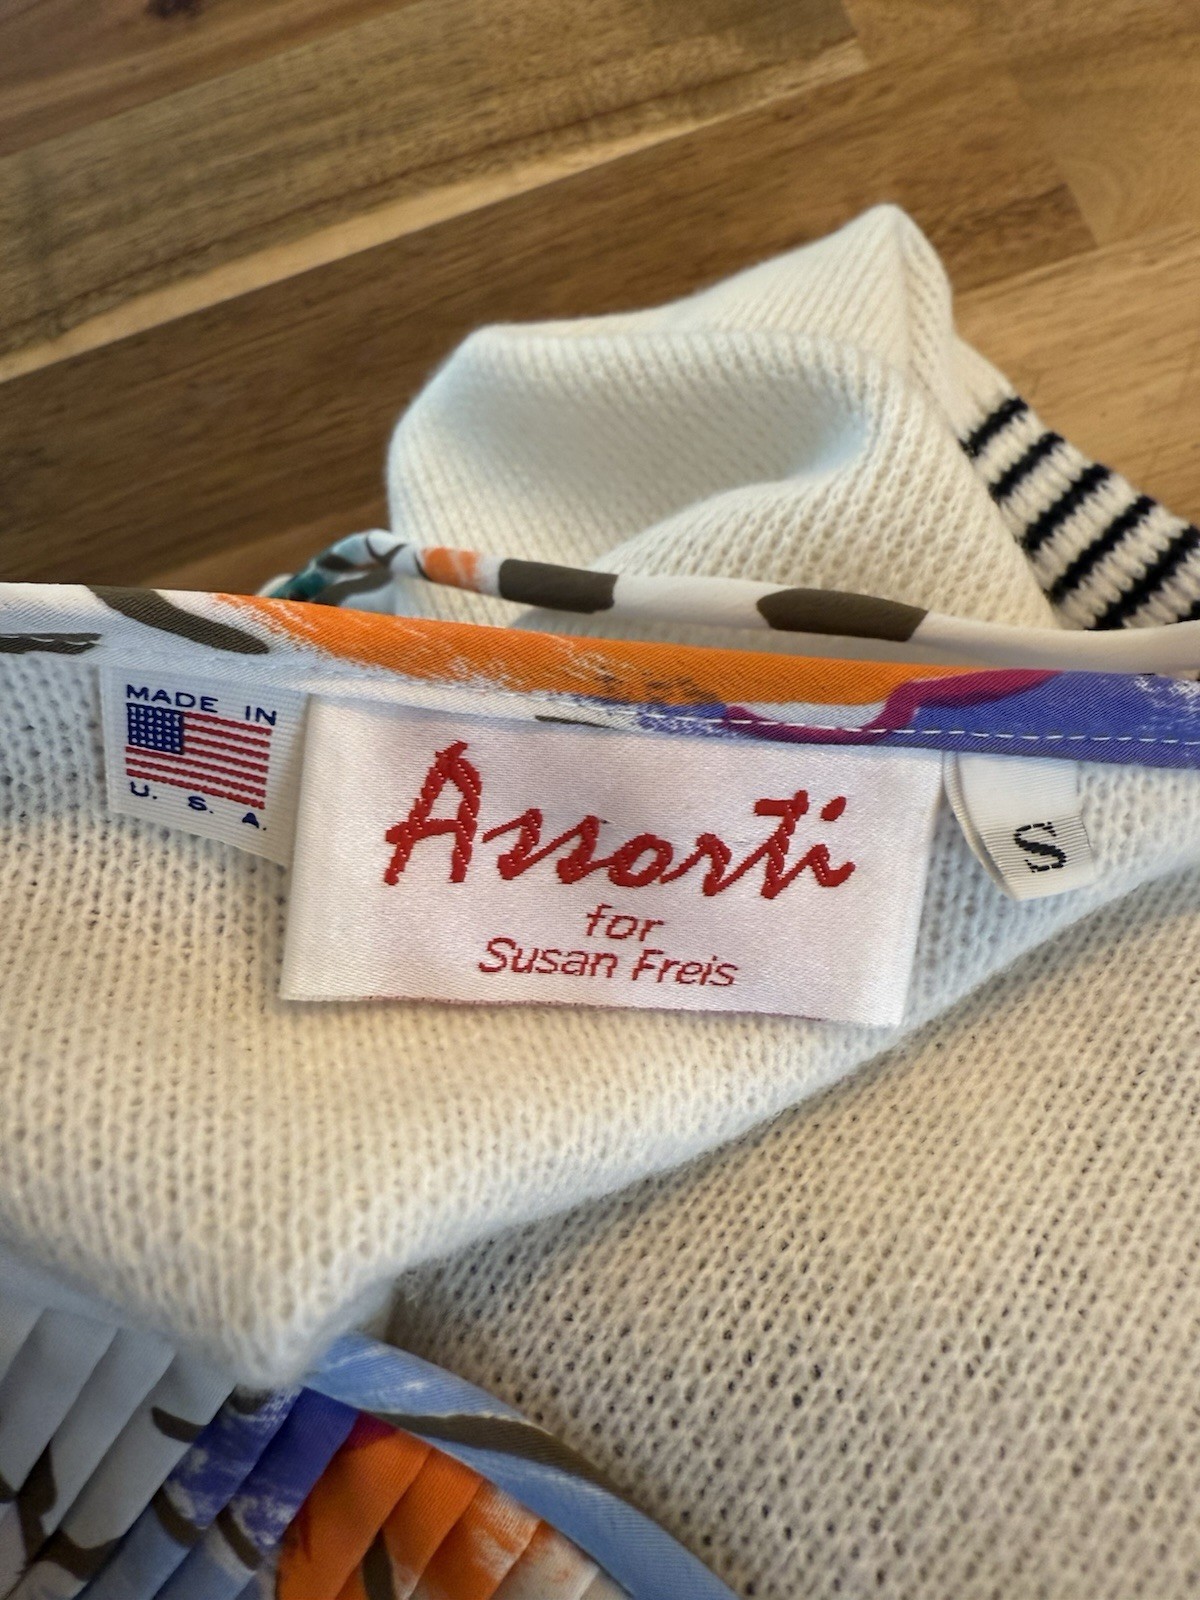 MADE IN
U. S. A.
Assorti
for
Susan Freis
S